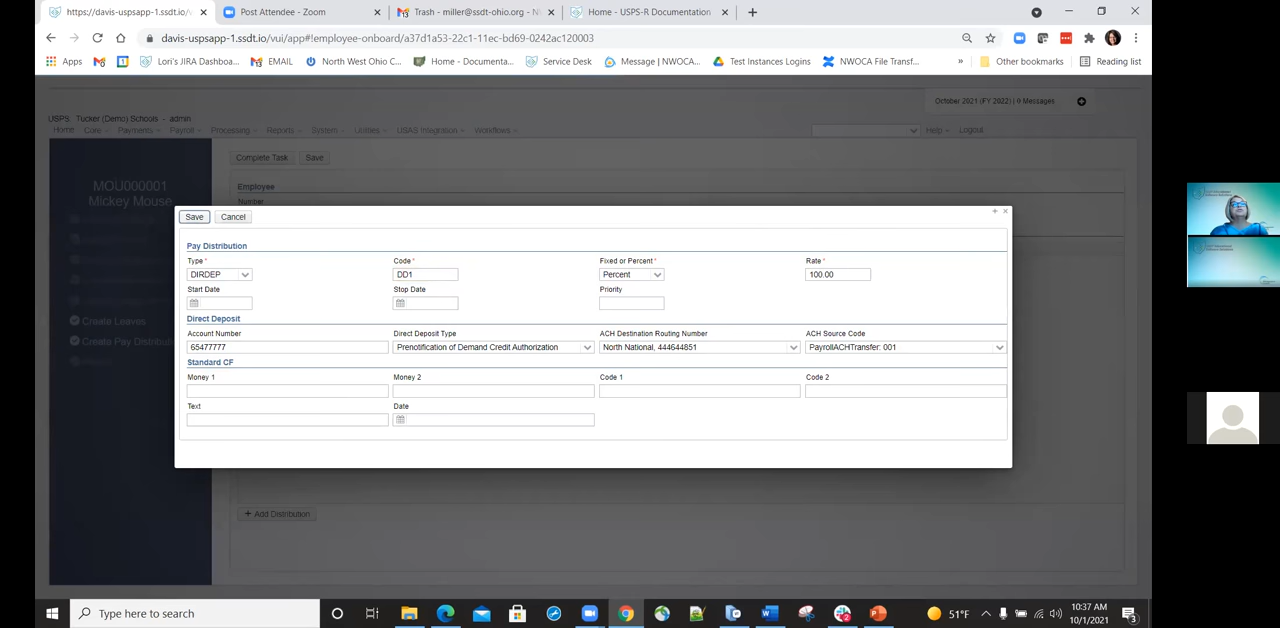 https://davis-uspsapp-1.ssdt.io/v
Post Attendee - Zoom
Trash - miller@ssdt-ohio.org - N
Home - USPS-R Documentation
davis-uspsapp-1.ssdt.io/vui/app#!employee-onboard/a37d1a53-22c1-11ec-bd69-0242ac120003
Apps
Lori's JIRA Dashboa...
EMAIL
North West Ohio C...
Home - Documenta...
Service Desk
Message | NWOCA...
Test Instances Logins
NWOCA File Transf...
»
Other bookmarks
Reading list
October 2021 (FY 2022) | 0 Messages
USPS: Tucker (Demo) Schools - admin
Home Core Payments Payroll Processing Reports System Utilities USAS Integration Workflows Help Logout
MOU000001
Mickey Mouse
Create Leaves
Create Pay Distributi
Complete Task Save
Employee
Number
Save Cancel
Pay Distribution
Type * Code * Fixed or Percent * Rate *
DIRDEP DD1 Percent 100.00
Start Date Stop Date Priority
Direct Deposit
Account Number Direct Deposit Type ACH Destination Routing Number ACH Source Code
65477777 Prenotification of Demand Credit Authorization North National, 444644851 PayrollACHTransfer: 001
Standard CF
Money 1 Money 2 Code 1 Code 2
Text Date
+ Add Distribution
Type here to search
51°F
10:37 AM
10/1/2021
3